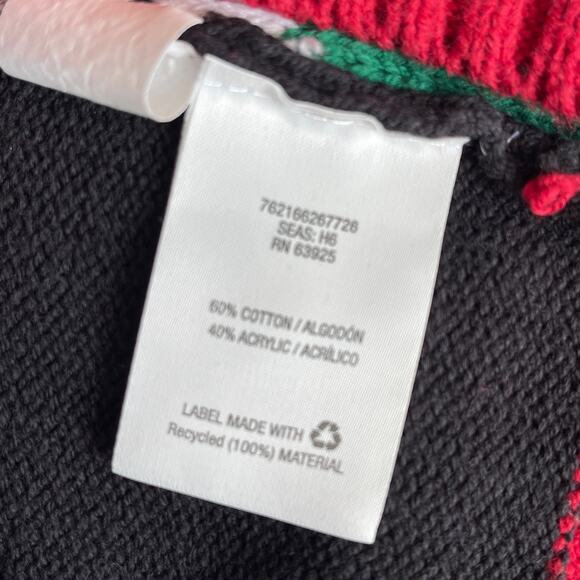 762166267726
SEAS: H6
RN 63925
60% COTTON / ALGODÓN
40% ACRYLIC / ACRÍLICO
LABEL MADE WITH
Recycled (100%) MATERIAL